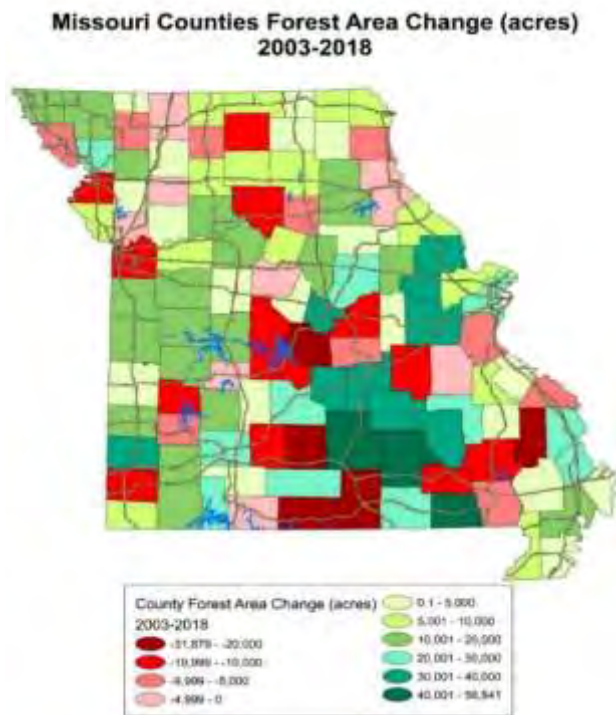 Missouri Counties Forest Area Change (acres)
2003-2018
County Forest Area Change (acres)
2003-2018
-31,879 - -20,000
-19,999 - -10,000
-9,999 - -5,000
-4,999 - 0
0.1 - 5,000
5,001 - 10,000
10,001 - 20,000
20,001 - 30,000
30,001 - 40,000
40,001 - 56,941